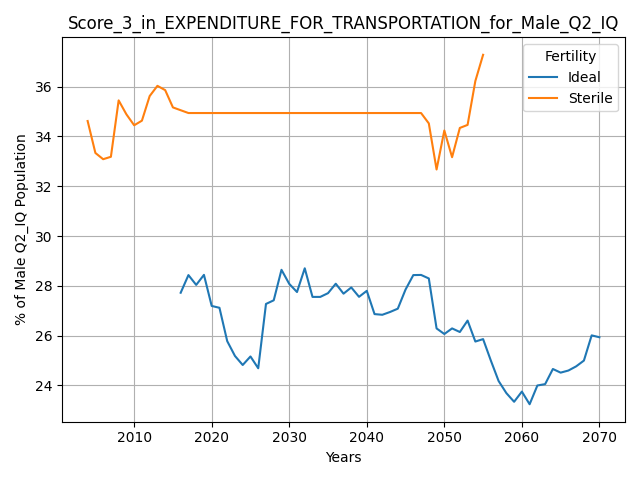 Score_3_in_EXPENDITURE_FOR_TRANSPORTATION_for_Male_Q2_IQ
Fertility
Ideal
Sterile
% of Male Q2_IQ Population
36
34
32
30
28
26
24
2010 2020 2030 2040 2050 2060 2070
Years